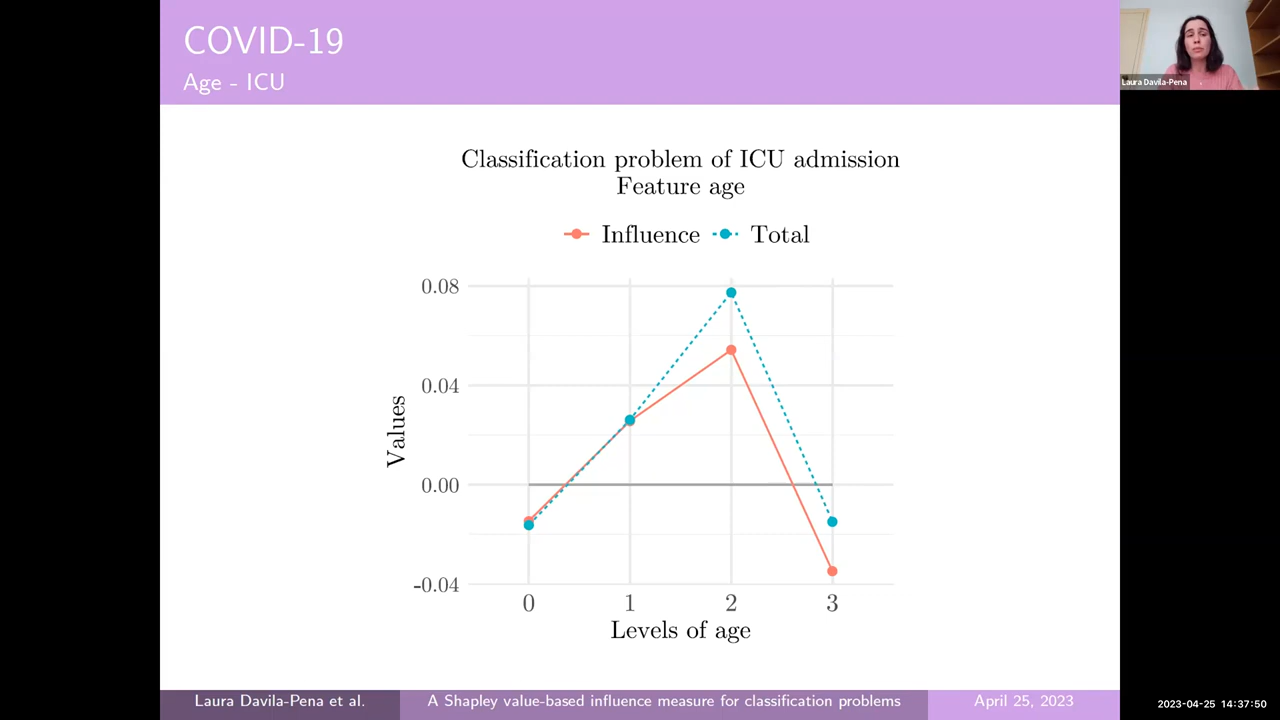 COVID-19
Age - ICU
Laura Davila-Pena
Classification problem of ICU admission
Feature age
Influence Total
0.08
0.04
0.00
-0.04
Values
0 1 2 3
Levels of age
Laura Davila-Pena et al. A Shapley value-based influence measure for classification problems April 25, 2023
2023-04-25 14:37:50